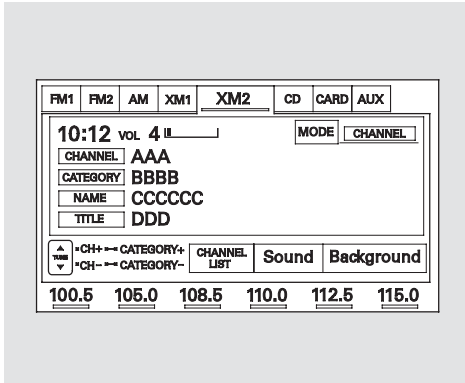 FM1 FM2 AM XM1 XM2 CD CARD AUX
10:12 VOL 4 MODE CHANNEL
CHANNEL AAA
CATEGORY BBBB
NAME CCCCCC
TITLE DDD
TUNE CH+ CATEGORY+ CHANNEL LIST Sound Background
CH– CATEGORY–
100.5 105.0 108.5 110.0 112.5 115.0